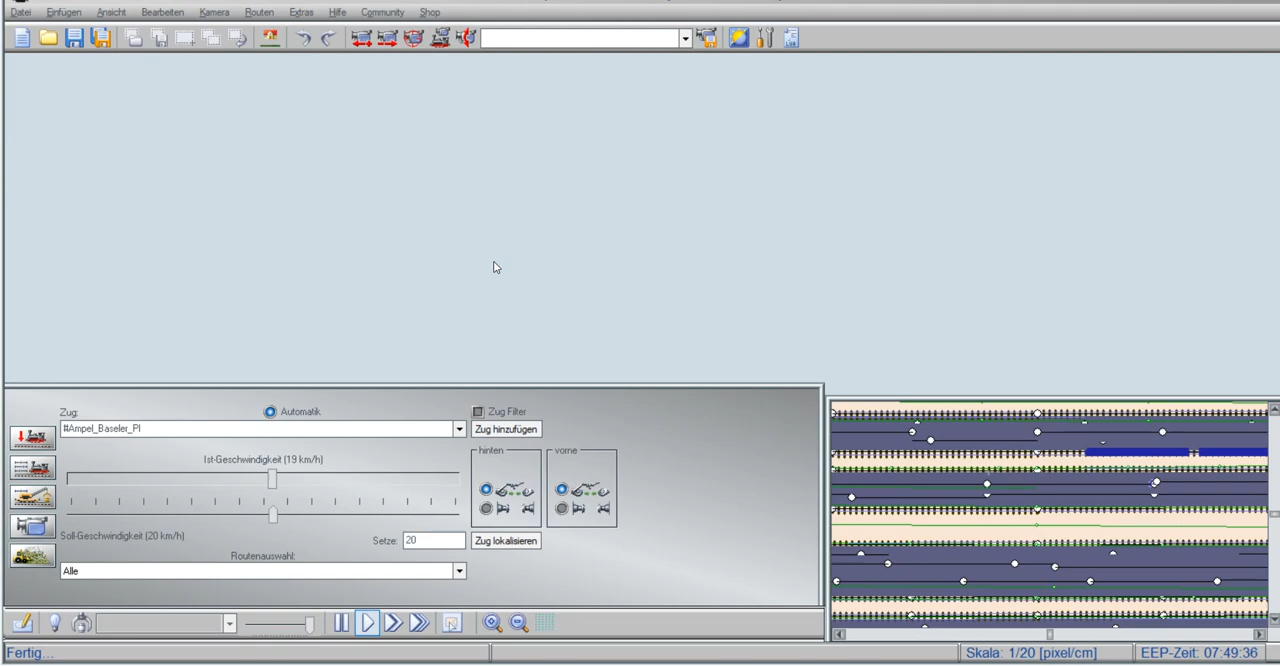 Datei Einfügen Ansicht Bearbeiten Kamera Routen Extras Hilfe Community Shop
Zug: Automatik Zug Filter
#Ampel_Baseler_Pl Zug hinzufügen
hinten vorne
Ist-Geschwindigkeit (19 km/h)
Soll-Geschwindigkeit (20 km/h) Setze: 20 Zug lokalisieren
Routenauswahl:
Alle
Fertig... Skala: 1/20 [pixel/cm] EEP-Zeit: 07:49:36